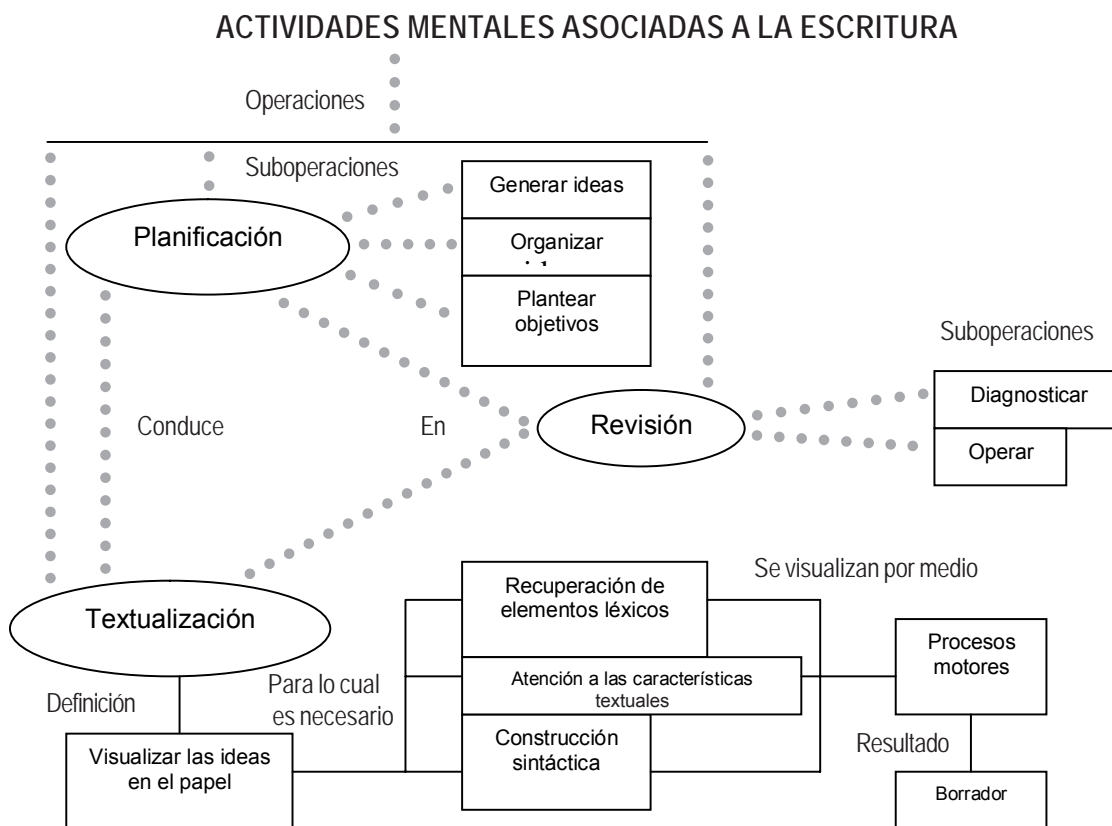 ACTIVIDADES MENTALES ASOCIADAS A LA ESCRITURA
Operaciones
Suboperaciones
Generar ideas
Planificación
Organizar
Plantear
objetivos
Suboperaciones
Diagnosticar
Conduce
En
Revisión
Operar
Se visualizan por medio
Recuperación de
elementos léxicos
Textualización
Procesos
motores
Atención a las características
textuales
Definición
Para lo cual
es necesario
Construcción
sintáctica
Resultado
Visualizar las ideas
en el papel
Borrador